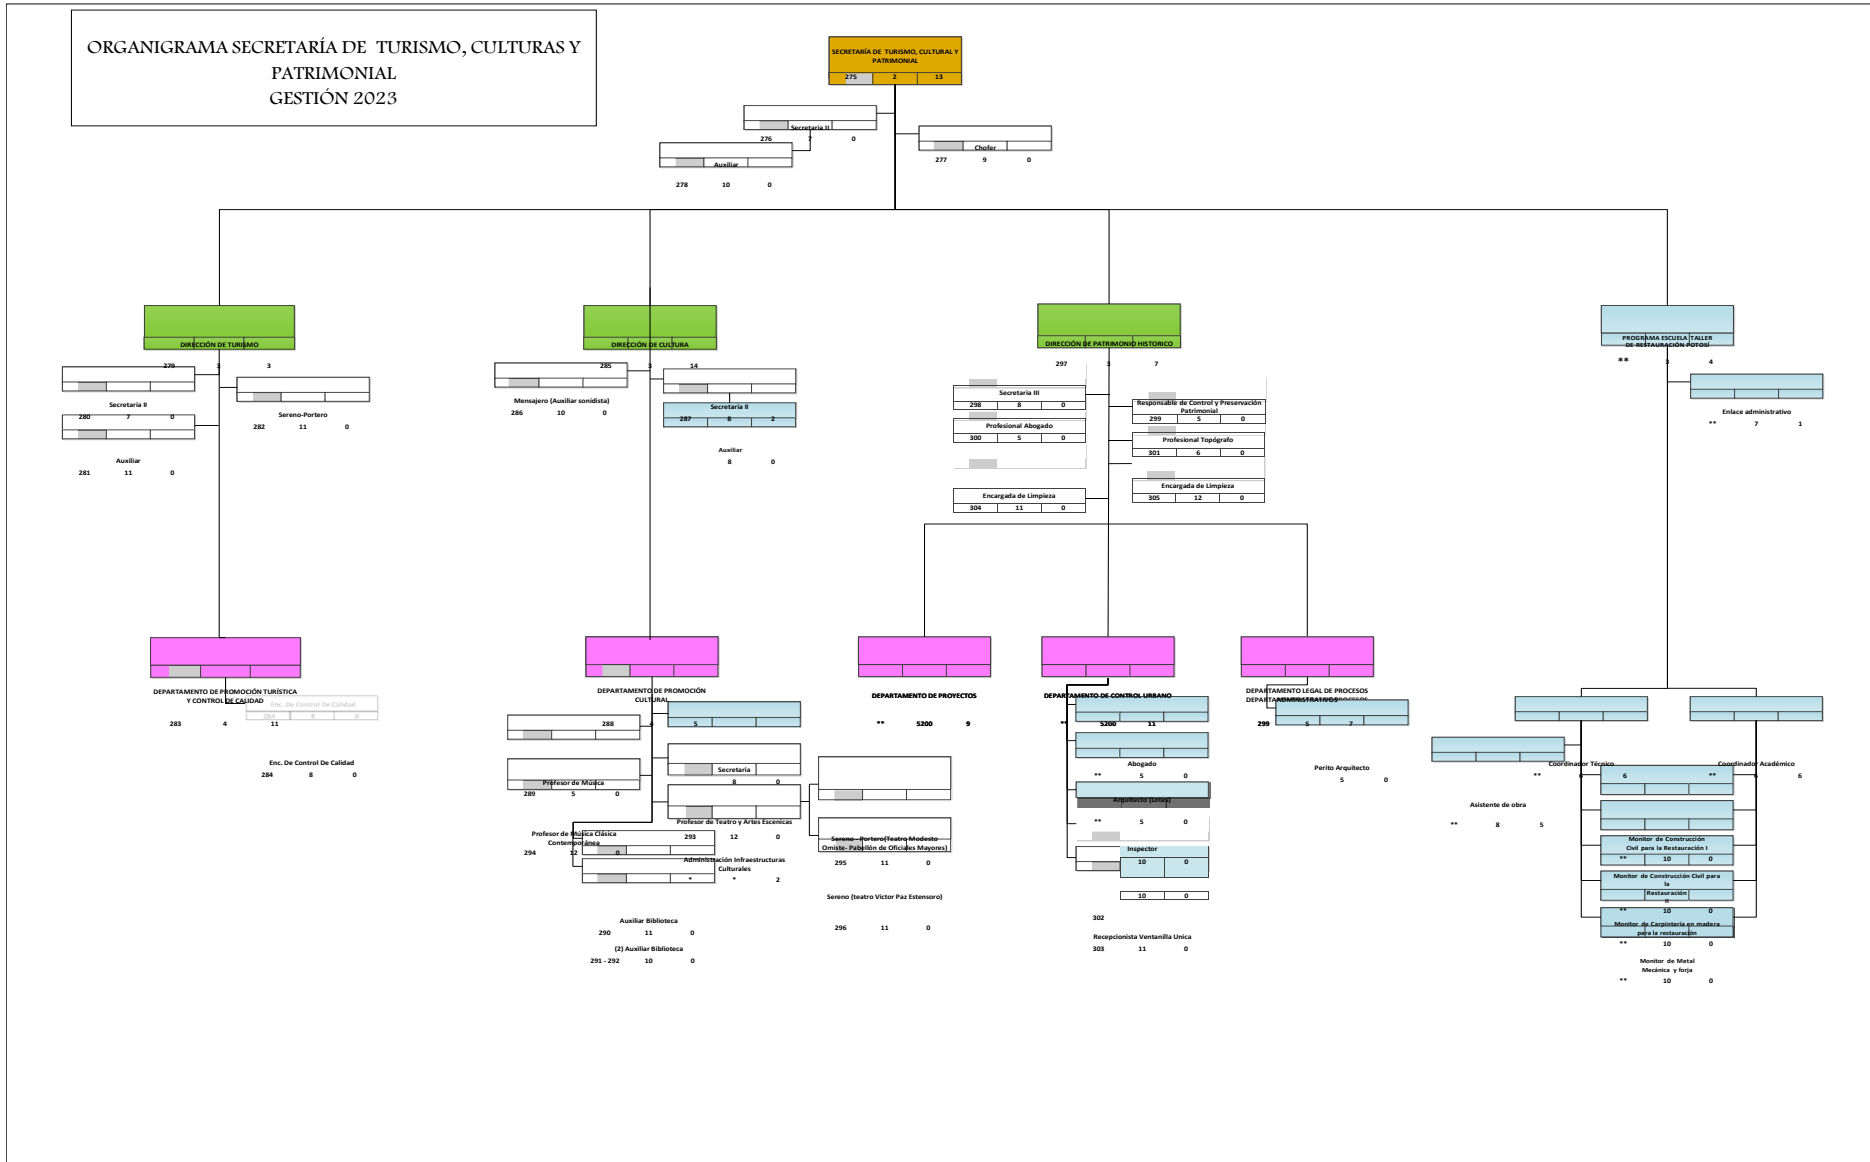 ORGANIGRAMA SECRETARÍA DE TURISMO, CULTURAS Y
PATRIMONIAL
GESTIÓN 2023
SECRETARÍA DE TURISMO, CULTURAL Y
PATRIMONIAL
275 2 13
Secretaria II
276 7 0
Chofer
277 9 0
Auxiliar
278 10 0
DIRECCIÓN DE TURISMO
279 3 3
Secretaria II
280 7 0
Sereno-Portero
282 11 0
Auxiliar
281 11 0
DEPARTAMENTO DE PROMOCIÓN TURÍSTICA
Y CONTROL DE CALIDAD
283 4 11
Enc. De Control De Calidad
284 8 0
Enc. De Control De Calidad
284 8 0
DIRECCIÓN DE CULTURA
285 3 14
Mensajero (Auxiliar sonidista)
286 10 0
Secretaria II
287 8 2
Auxiliar
8 0
DEPARTAMENTO DE PROMOCIÓN
CULTURAL
288 4 5
Secretaria
8 0
Profesor de Música
289 5 0
Profesor de Teatro y Artes Escenicas
293 12 0
Profesor de Música Clásica
Contemporánea
294 12 0
Administración Infraestructuras
Culturales
* * 2
Sereno - Portero(Teatro Modesto
Omiste- Pabellón de Oficiales Mayores)
295 11 0
Sereno (teatro Victor Paz Estensoro)
296 11 0
Auxiliar Biblioteca
290 11 0
(2) Auxiliar Biblioteca
291 - 292 10 0
DIRECCIÓN DE PATRIMONIO HISTORICO
297 3 7
Secretaria III
298 8 0
Responsable de Control y Preservación
Patrimonial
299 5 0
Profesional Abogado
300 5 0
Profesional Topógrafo
301 6 0
Encargada de Limpieza
304 11 0
Encargada de Limpieza
305 12 0
DEPARTAMENTO DE PROYECTOS
** 5200 9
DEPARTAMENTO DE CONTROL URBANO
** 5200 11
Abogado
** 5 0
Arquitecto (Lotes)
** 5 0
Inspector
10 0
10 0
302
Recepcionista Ventanilla Unica
303 11 0
DEPARTAMENTO LEGAL DE PROCESOS
ADMINISTRATIVOS
299 5 7
Perito Arquitecto
5 0
PROGRAMA ESCUELA TALLER
DE RESTAURACIÓN POTOSÍ
** 3 4
Enlace administrativo
** 7 1
Coordinador Técnico
** 6 6
Coordinador Académico
** 6 6
Asistente de obra
** 8 5
Monitor de Construcción
Civil para la Restauración I
** 10 0
Monitor de Construcción Civil para
la
Restauración
II
** 10 0
Monitor de Carpintería en madera
para la restauración
** 10 0
Monitor de Metal
Mecánica y forja
** 10 0